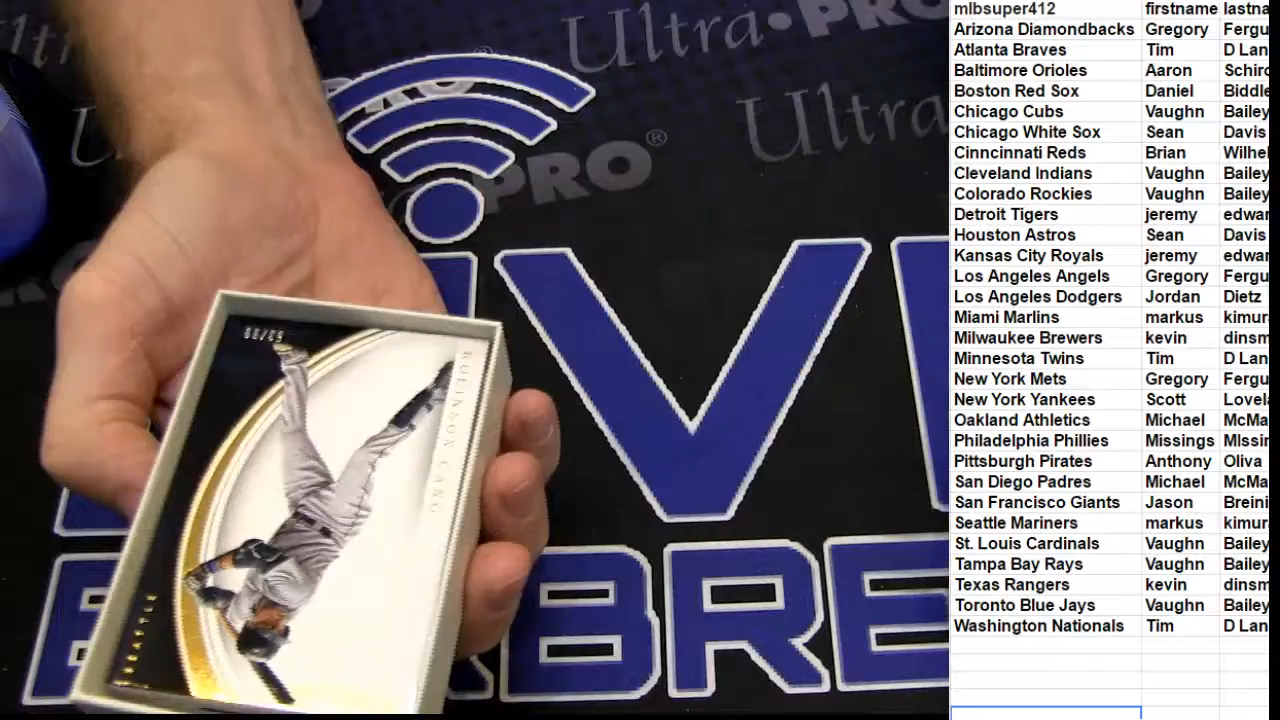 mlbsuper412 firstname lastna
Arizona Diamondbacks Gregory Fergu
Atlanta Braves Tim D Lan
Baltimore Orioles Aaron Schiro
Boston Red Sox Daniel Biddle
Chicago Cubs Vaughn Bailey
Chicago White Sox Sean Davis
Cinncinnati Reds Brian Wilhel
Cleveland Indians Vaughn Bailey
Colorado Rockies Vaughn Bailey
Detroit Tigers jeremy edwar
Houston Astros Sean Davis
Kansas City Royals jeremy edwar
Los Angeles Angels Gregory Fergu
Los Angeles Dodgers Jordan Dietz
Miami Marlins markus kimura
Milwaukee Brewers kevin dinsm
Minnesota Twins Tim D Lan
New York Mets Gregory Fergu
New York Yankees Scott Lovela
Oakland Athletics Michael McMa
Philadelphia Phillies Missings MIssin
Pittsburgh Pirates Anthony Oliva
San Diego Padres Michael McMa
San Francisco Giants Jason Breini
Seattle Mariners markus kimura
St. Louis Cardinals Vaughn Bailey
Tampa Bay Rays Vaughn Bailey
Texas Rangers kevin dinsm
Toronto Blue Jays Vaughn Bailey
Washington Nationals Tim D Lan
Ultra·PRO®
Ultra
PRO®
iVE
BRE
ROBINSON CANO
SEATTLE